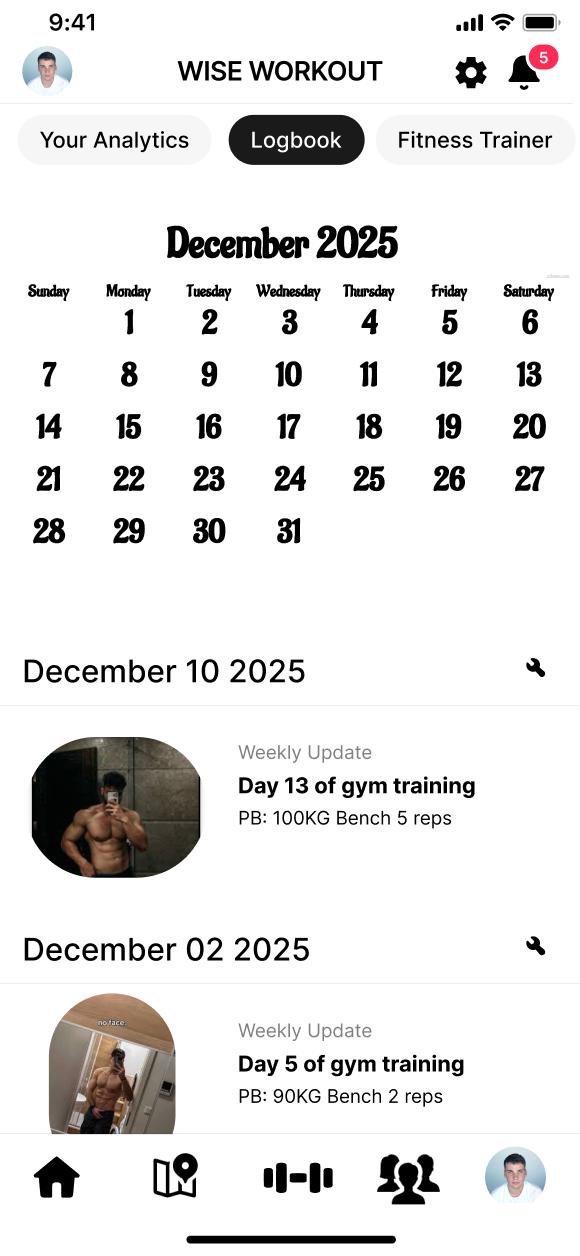 9:41
WISE WORKOUT
5
Your Analytics Logbook Fitness Trainer
December 2025
Sunday Monday Tuesday Wednesday Thursday Friday Saturday
1 2 3 4 5 6
7 8 9 10 11 12 13
14 15 16 17 18 19 20
21 22 23 24 25 26 27
28 29 30 31
December 10 2025
Weekly Update
Day 13 of gym training
PB: 100KG Bench 5 reps
December 02 2025
no face.
Weekly Update
Day 5 of gym training
PB: 90KG Bench 2 reps